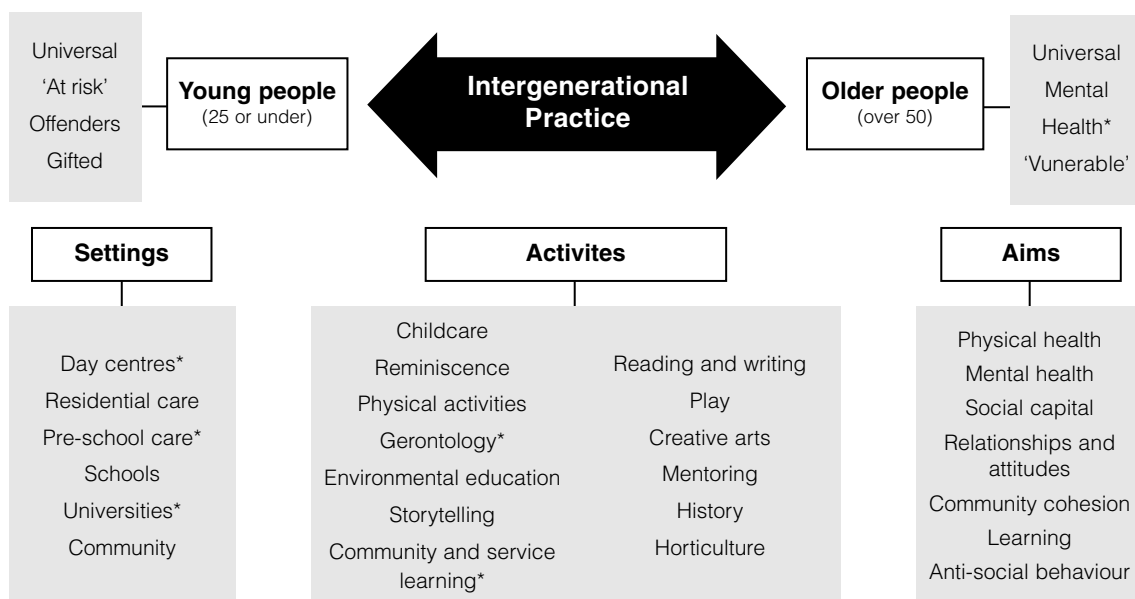 Universal
'At risk'
Offenders
Gifted
Young people
(25 or under)
Intergenerational
Practice
Older people
(over 50)
Universal
Mental
Health*
'Vunerable'
Settings
Day centres*
Residential care
Pre-school care*
Schools
Universities*
Community
Activites
Childcare
Reminiscence
Physical activities
Gerontology*
Environmental education
Storytelling
Community and service
learning*
Reading and writing
Play
Creative arts
Mentoring
History
Horticulture
Aims
Physical health
Mental health
Social capital
Relationships and
attitudes
Community cohesion
Learning
Anti-social behaviour